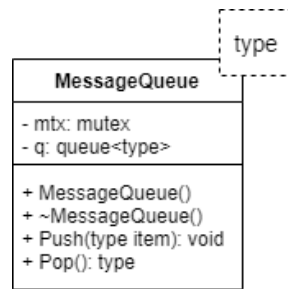 type
MessageQueue
- mtx: mutex
- q: queue<type>
+ MessageQueue()
+ ~MessageQueue()
+ Push(type item): void
+ Pop(): type